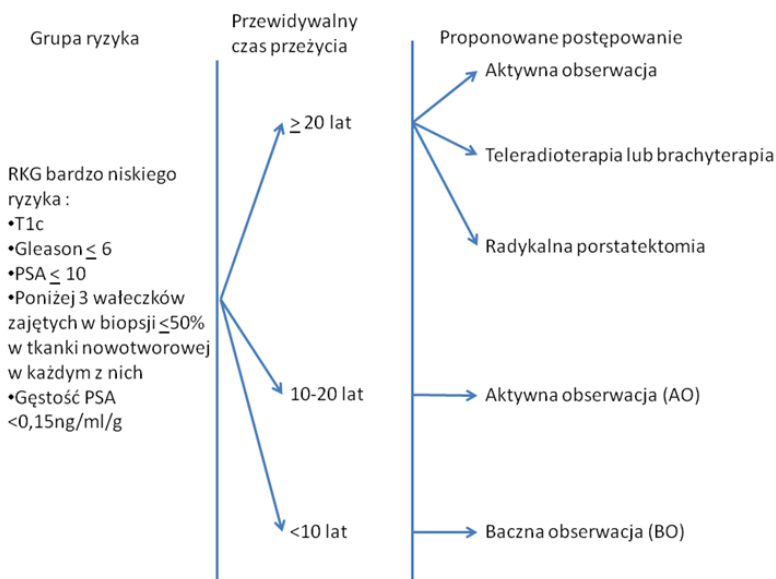 Grupa ryzyka
Przewidywalny
czas przeżycia
Proponowane postępowanie
RKG bardzo niskiego
ryzyka :
•T1c
•Gleason ≤ 6
•PSA ≤ 10
•Poniżej 3 wałeczków
zajętych w biopsji ≤50%
w tkanki nowotworowej
w każdym z nich
•Gęstość PSA
<0,15ng/ml/g
≥ 20 lat
10-20 lat
<10 lat
Aktywna obserwacja
Teleradioterapia lub brachyterapia
Radykalna porstatektomia
Aktywna obserwacja (AO)
Baczna obserwacja (BO)